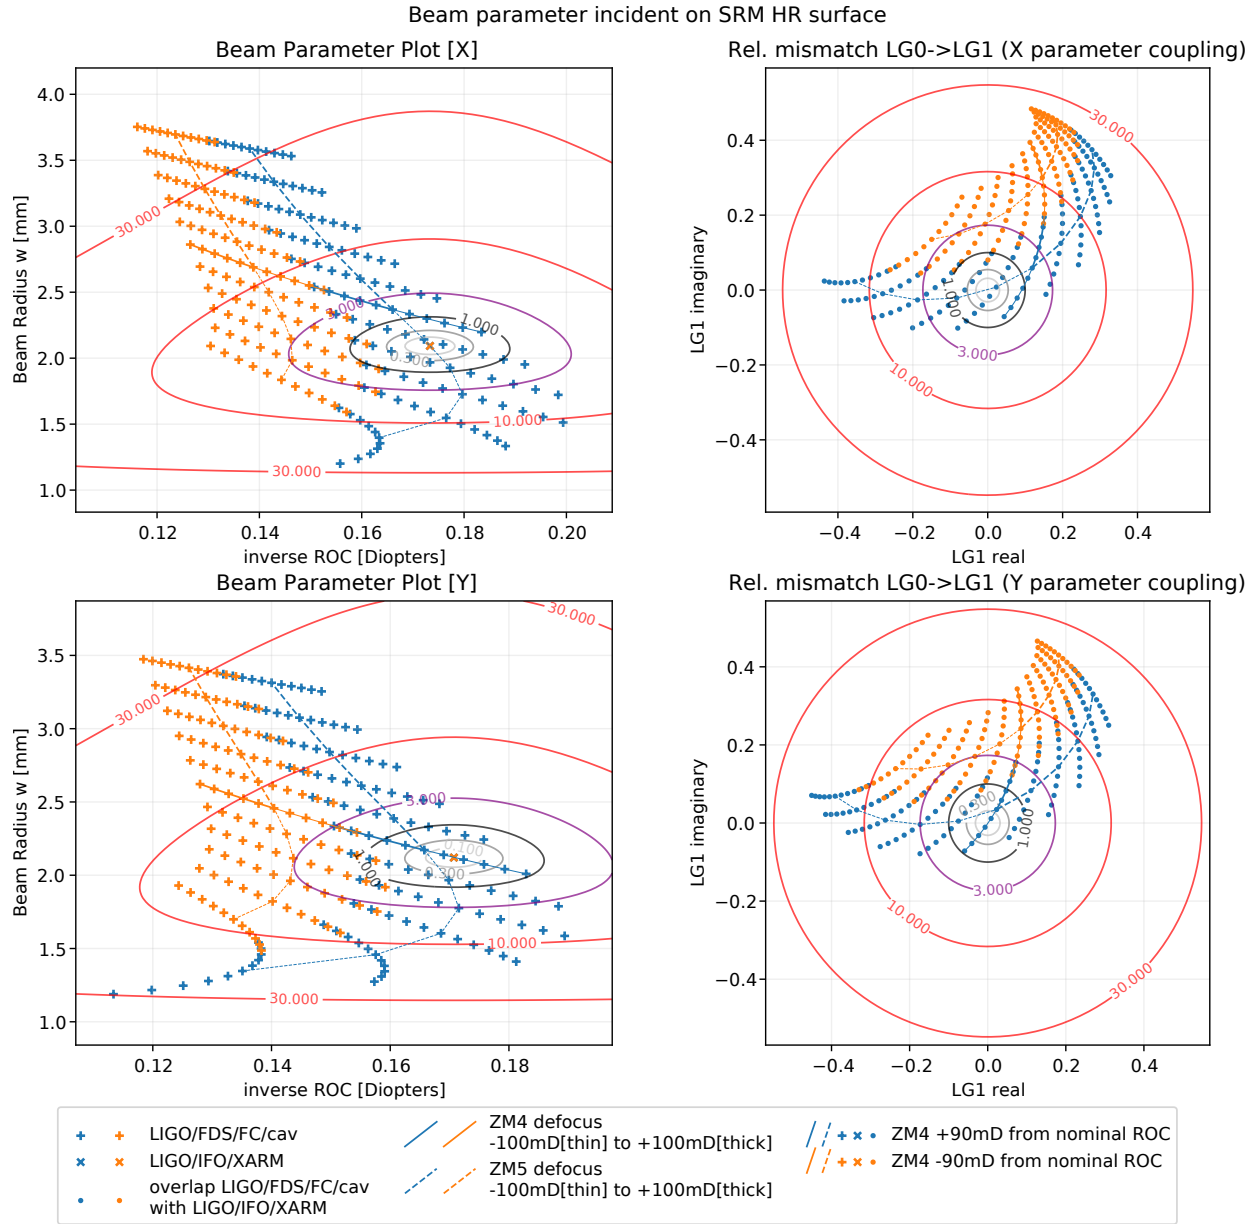 Beam parameter incident on SRM HR surface
Beam Parameter Plot [X]
Beam Radius w [mm]
4.0
3.5
3.0
2.5
2.0
1.5
1.0
30.000
3.000
1.000
0.300
10.000
30.000
0.12
0.14
0.16
0.18
0.20
inverse ROC [Diopters]
Rel. mismatch LG0->LG1 (X parameter coupling)
LG1 imaginary
0.4
0.2
0.0
−0.2
−0.4
30.000
1.000
3.000
10.000
−0.4
−0.2
0.0
0.2
0.4
LG1 real
Beam Parameter Plot [Y]
Beam Radius w [mm]
3.5
3.0
2.5
2.0
1.5
1.0
30.000
30.000
3.000
0.100
0.300
1.000
10.000
30.000
0.12
0.14
0.16
0.18
inverse ROC [Diopters]
Rel. mismatch LG0->LG1 (Y parameter coupling)
LG1 imaginary
0.4
0.2
0.0
−0.2
−0.4
0.300
1.000
3.000
10.000
30.000
−0.4
−0.2
0.0
0.2
0.4
LG1 real
LIGO/FDS/FC/cav
LIGO/IFO/XARM
overlap LIGO/FDS/FC/cav
with LIGO/IFO/XARM
ZM4 defocus
-100mD[thin] to +100mD[thick]
ZM5 defocus
-100mD[thin] to +100mD[thick]
ZM4 +90mD from nominal ROC
ZM4 -90mD from nominal ROC